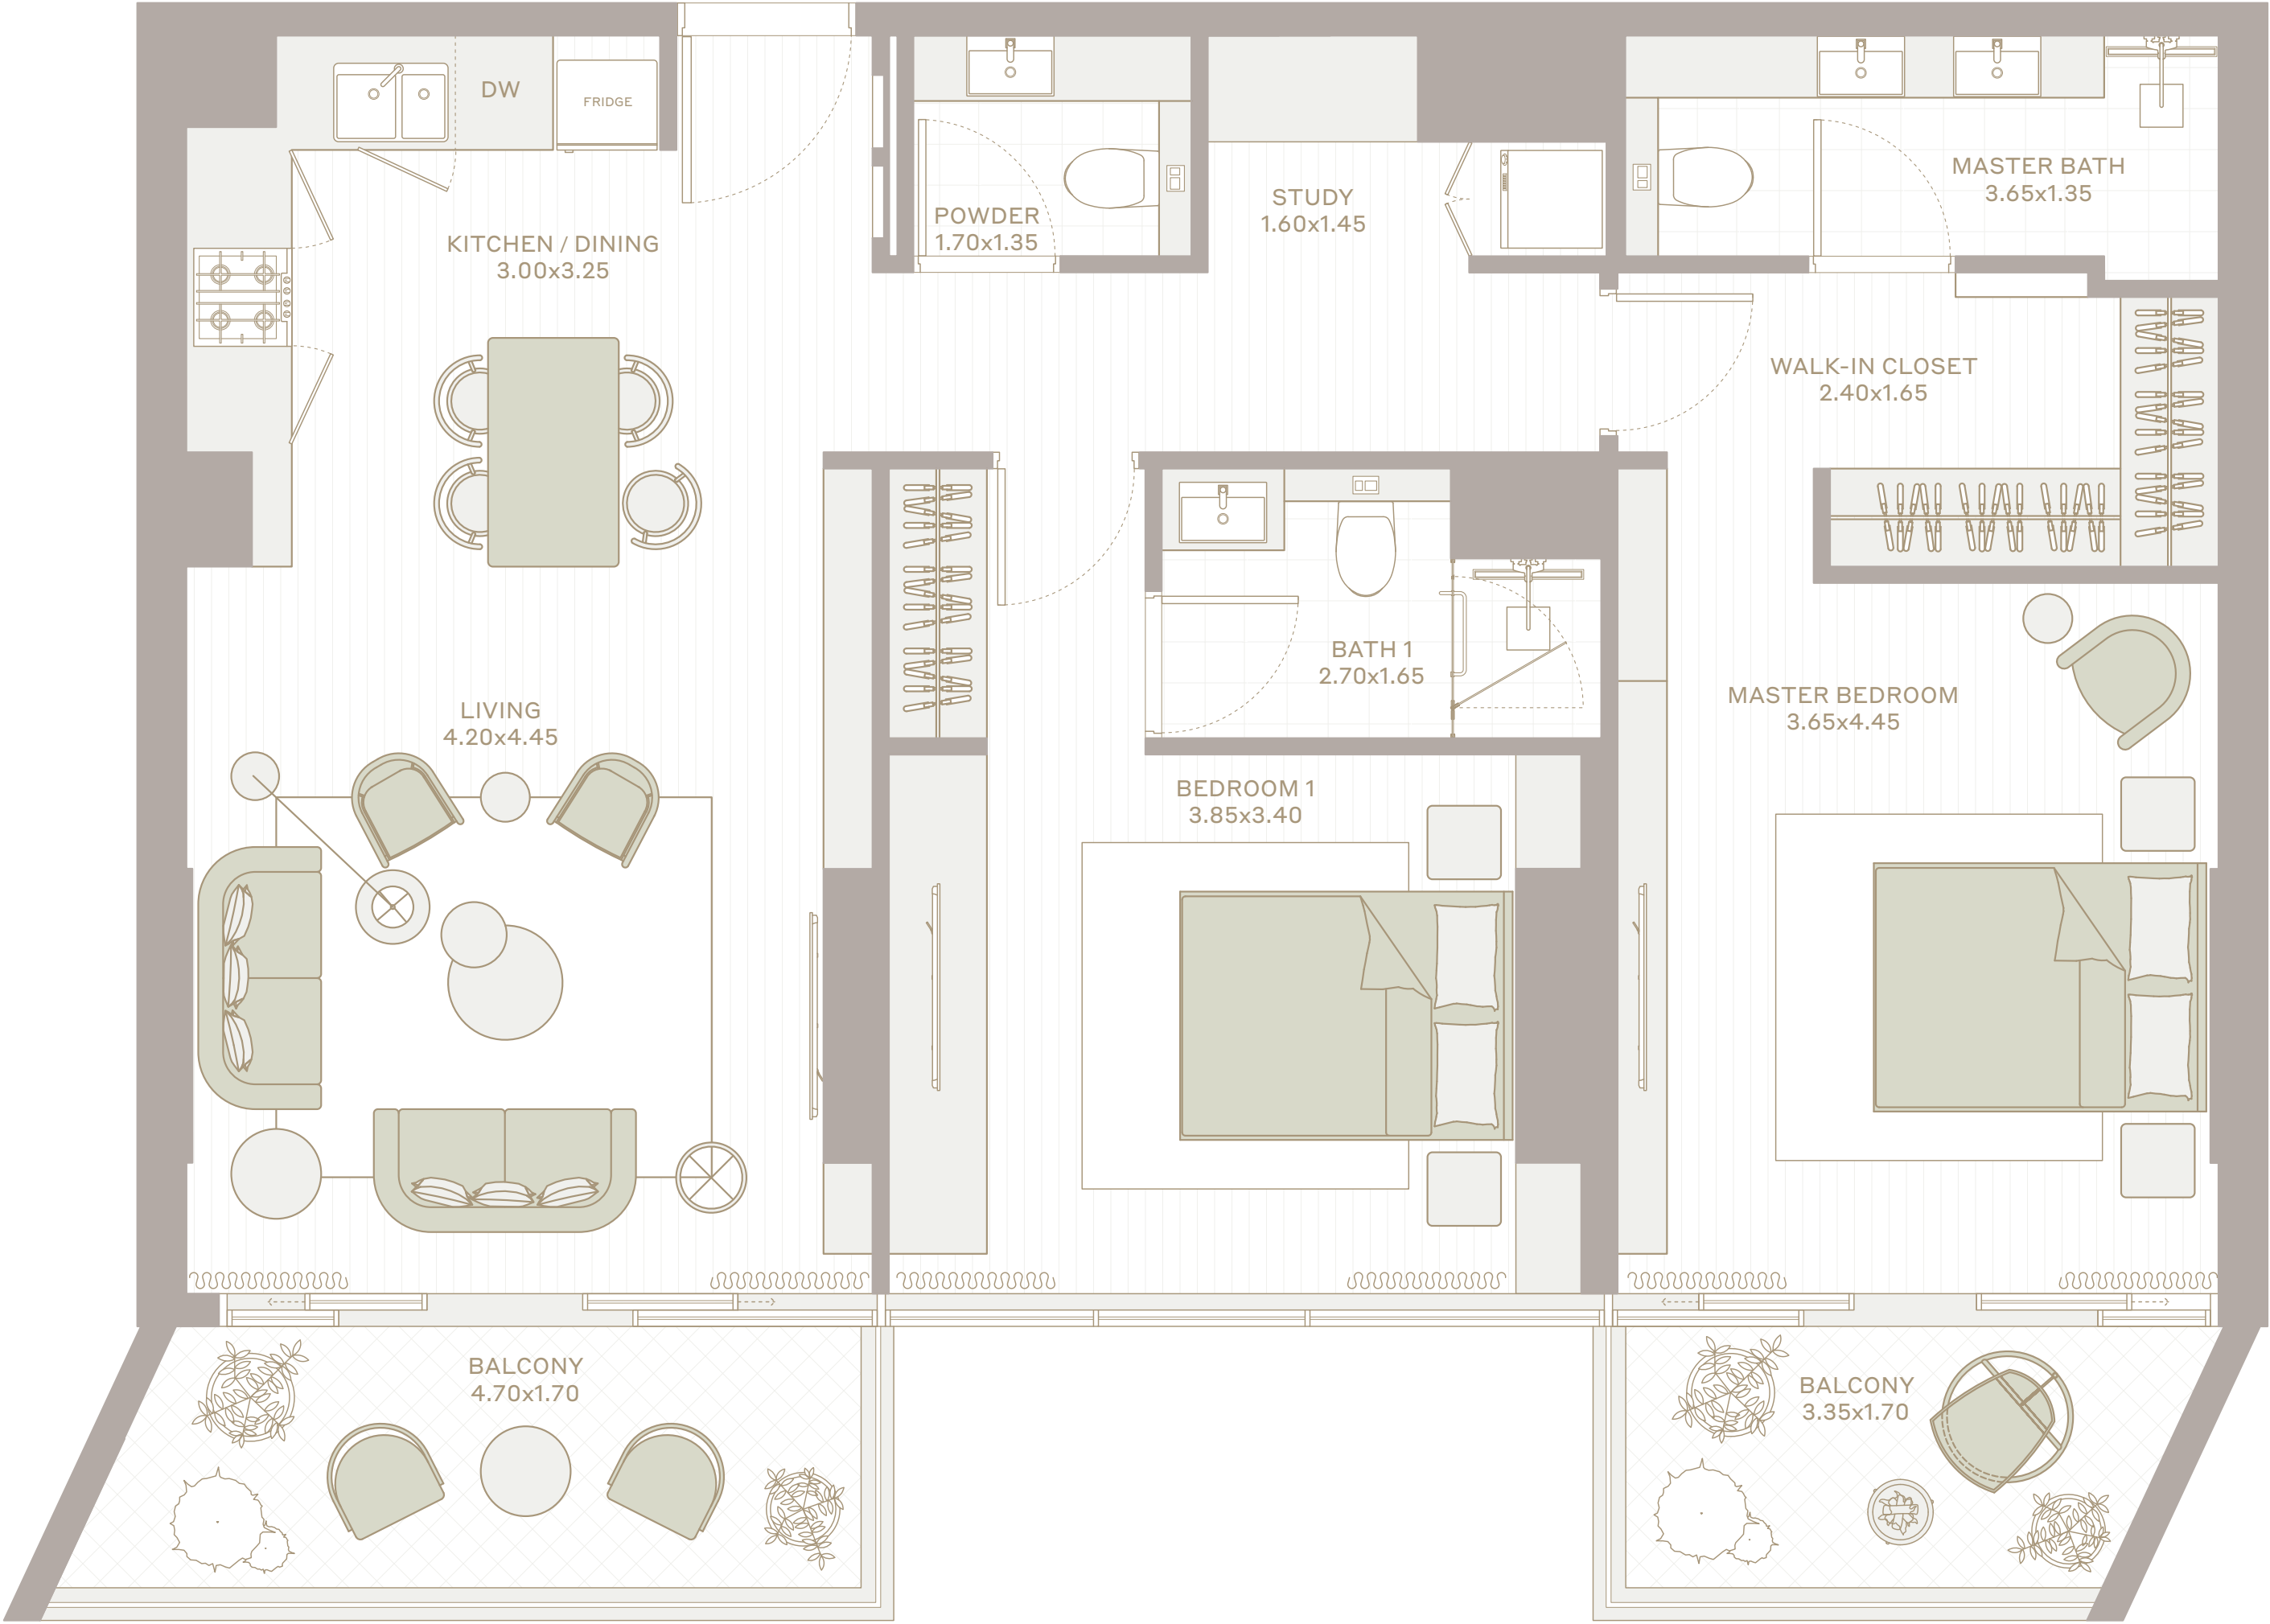 DW
FRIDGE
KITCHEN / DINING
3.00x3.25
POWDER
1.70x1.35
STUDY
1.60x1.45
MASTER BATH
3.65x1.35
WALK-IN CLOSET
2.40x1.65
LIVING
4.20x4.45
BATH 1
2.70x1.65
MASTER BEDROOM
3.65x4.45
BEDROOM 1
3.85x3.40
BALCONY
4.70x1.70
BALCONY
3.35x1.70